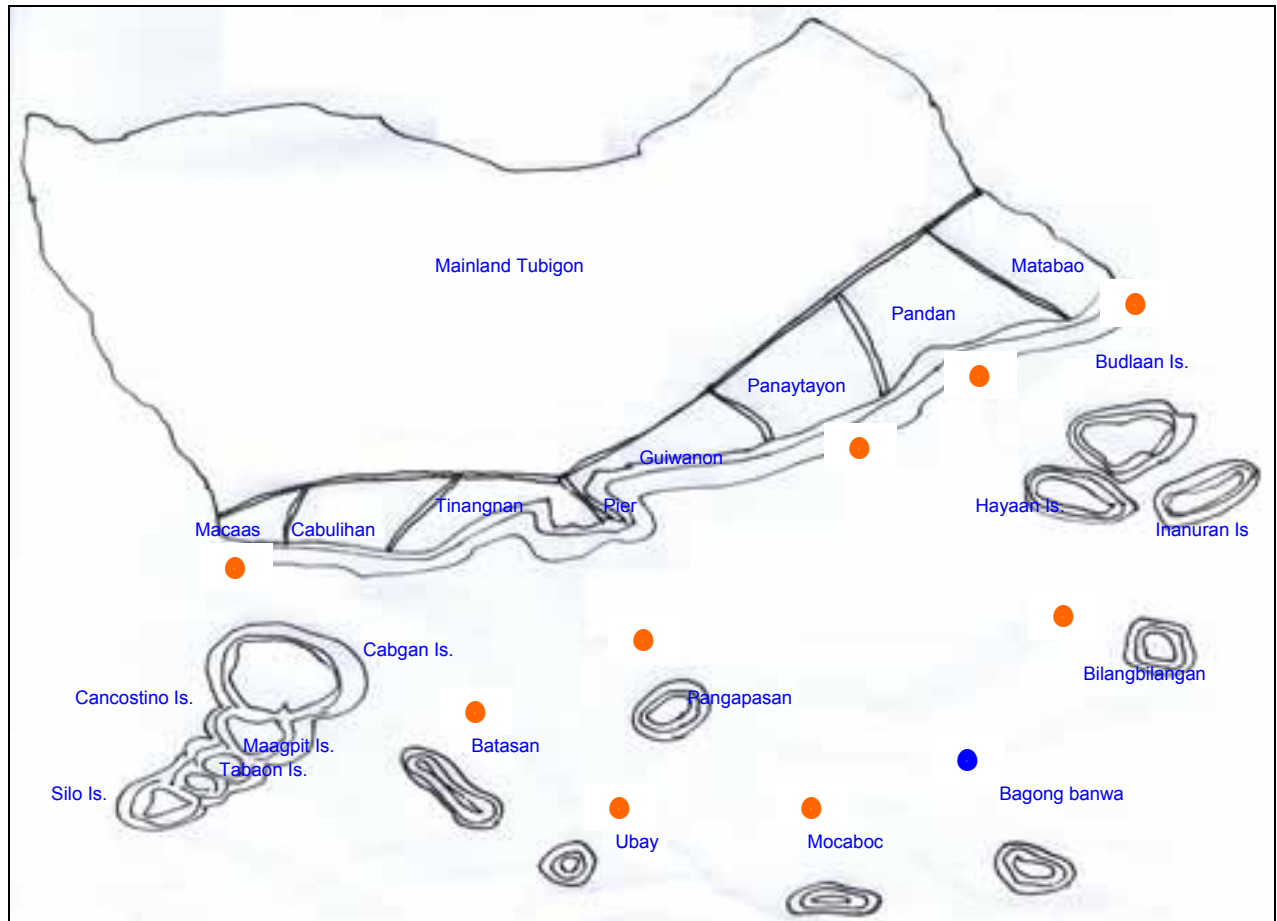 Mainland Tubigon
Matabao
Pandan
Budlaan Is.
Panaytayon
Guiwanon
Tinangnan
Pier
Hayaan Is.
Macaas
Cabulihan
Inanuran Is
Cabgan Is.
Bilangbilangan
Cancostino Is.
Pangapasan
Maagpit Is.
Batasan
Tabaon Is.
Silo Is.
Bagong banwa
Ubay
Mocaboc